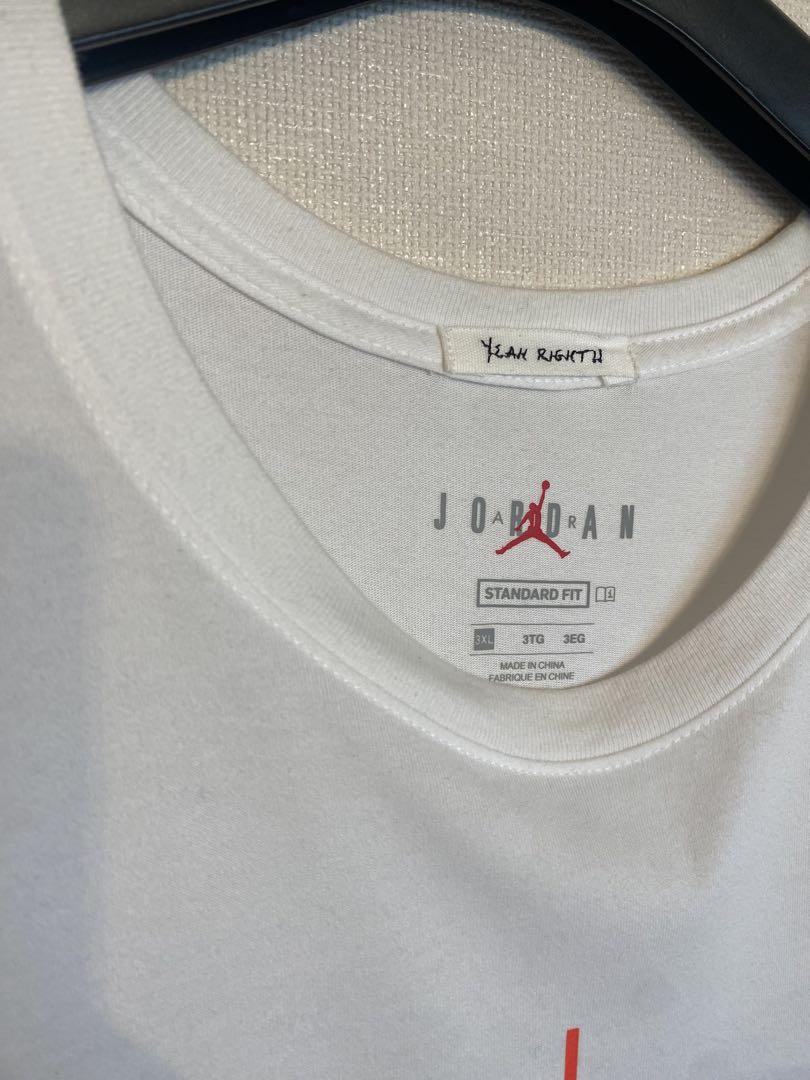 YEAH RIGHT!!
JORDAN
AIR
STANDARD FIT
3XL 3TG 3EG
MADE IN CHINA
FABRIQUE EN CHINE